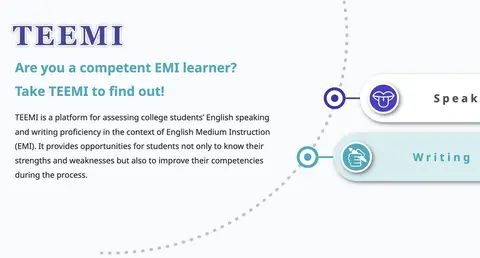 TEEMI
Are you a competent EMI learner?
Take TEEMI to find out!
TEEMI is a platform for assessing college students' English speaking
and writing proficiency in the context of English Medium Instruction
(EMI). It provides opportunities for students not only to know their
strengths and weaknesses but also to improve their competencies
during the process.
Speak
Writing